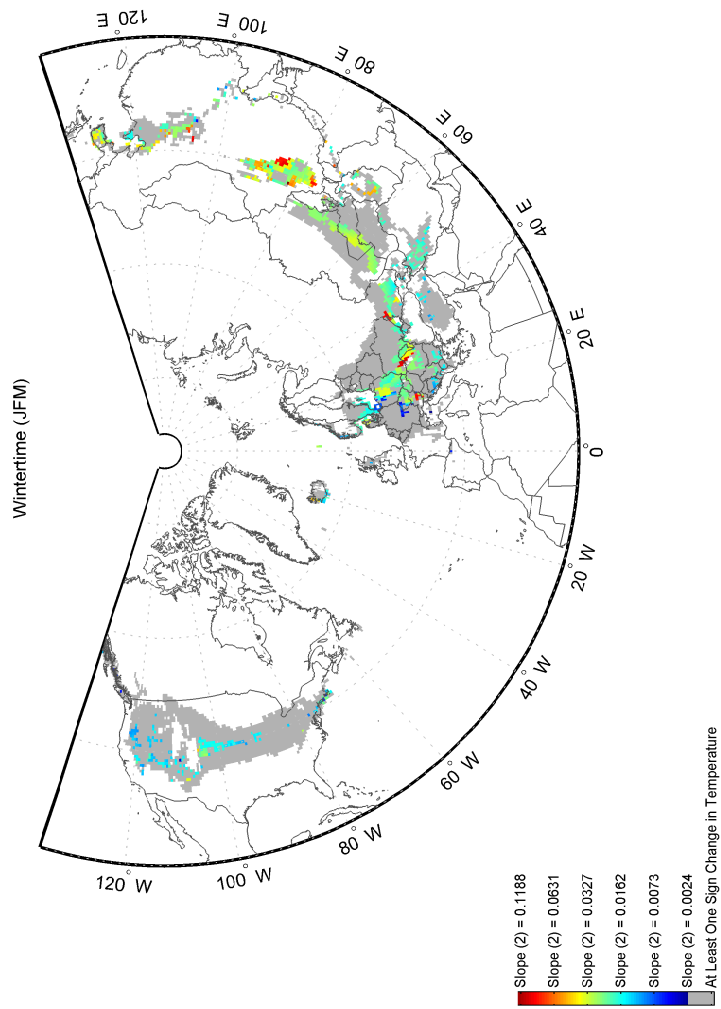 Wintertime (JFM)
120 E
100 E
80 E
60 E
40 E
20 E
0
20 W
40 W
60 W
80 W
100 W
120 W
Slope (2) = 0.1188
Slope (2) = 0.0631
Slope (2) = 0.0327
Slope (2) = 0.0162
Slope (2) = 0.0073
Slope (2) = 0.0024
At Least One Sign Change in Temperature